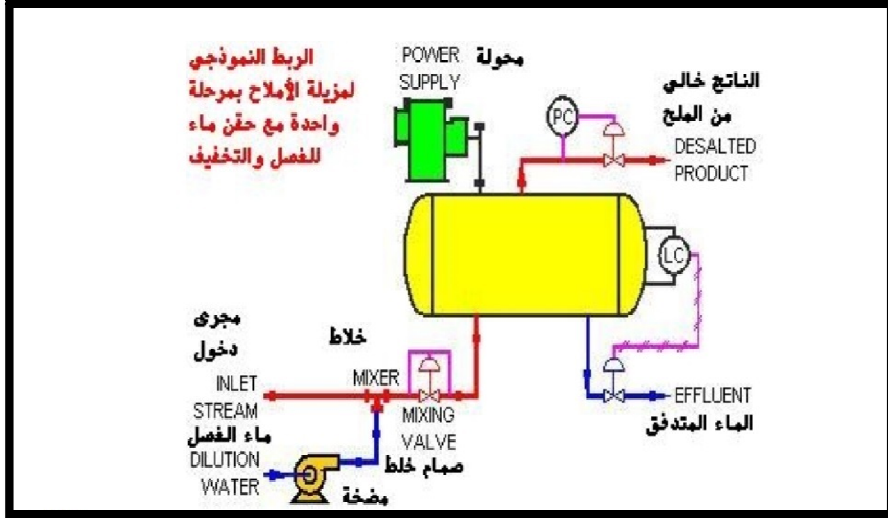 الربط النموذجي
لمزيلة الأملاح بمرحلة
واحدة مع حقن ماء
للفصل والتخفيف
POWER
SUPPLY
محولة
الناتج خالي
من الملح
PC
DESALTED
PRODUCT
LC
مجرى
دخول
خلاط
INLET
STREAM
MIXER
MIXING
VALVE
صمام خلط
ماء الغسل
DILUTION
WATER
مضخة
EFFLUENT
الماء المتدفق